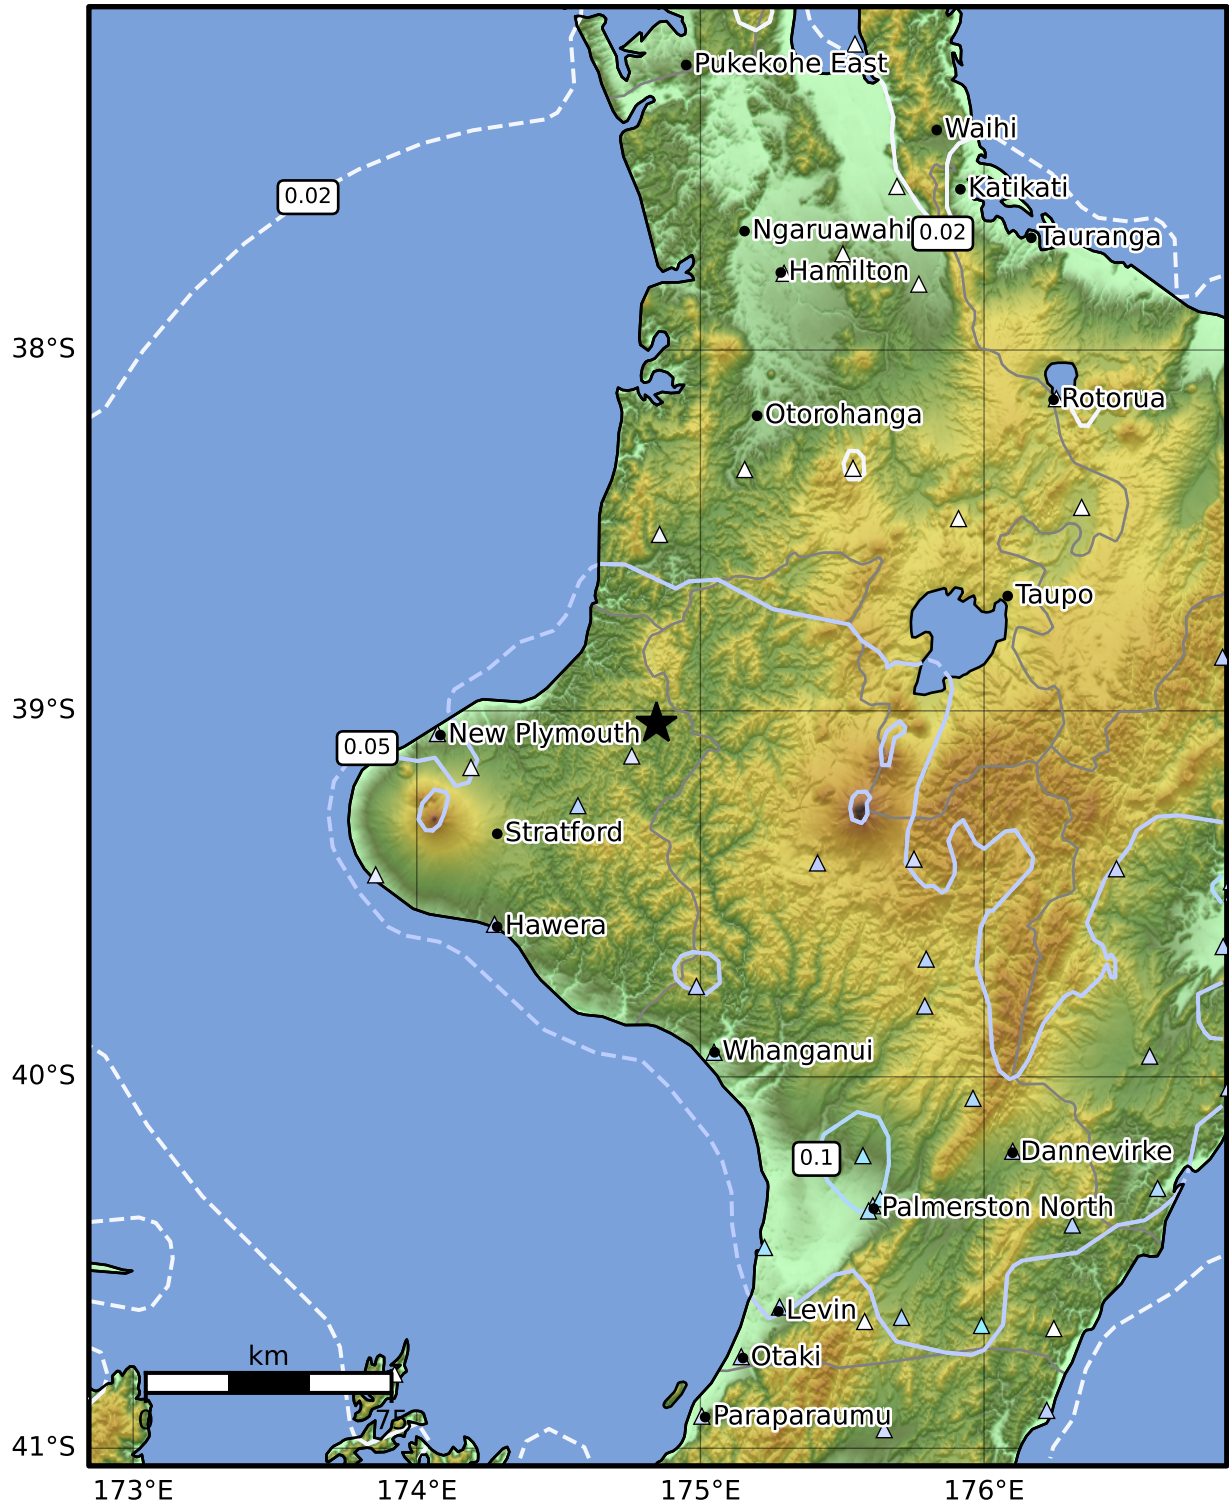 Pukekohe East
Waihi
Katikati
0.02
Ngaruawahi
0.02
Tauranga
Hamilton
38°S
Rotorua
Otorohanga
Taupo
39°S
New Plymouth
0.05
Stratford
Hawera
Whanganui
40°S
Dannevirke
0.1
Palmerston North
Levin
Otaki
km
0
75
Paraparaumu
41°S
173°E
174°E
175°E
176°E